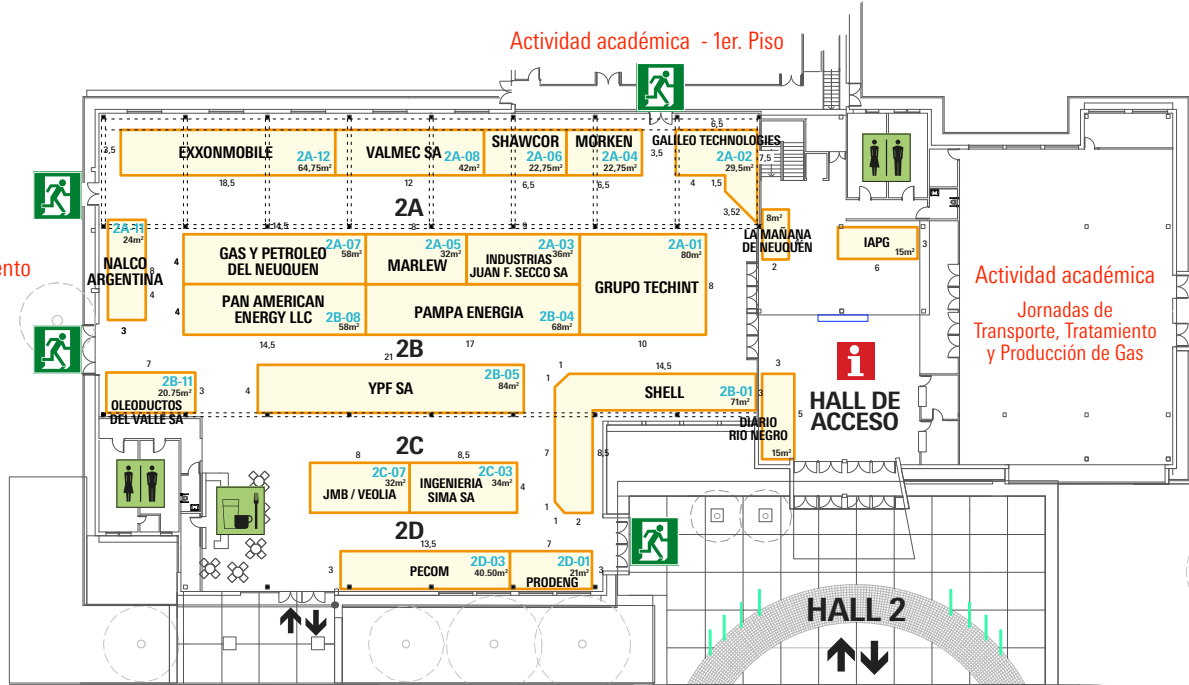 Actividad académica - 1er. Piso
6,5
3,5
EXXONMOBILE
2A-12
64,75m²
VALMEC SA
2A-08
42m²
SHAWCOR
2A-06
22,75m²
MORKEN
2A-04
22,75m²
3,5
GALILEO TECHNOLOGIES
2A-02
29,5m²
7,5
18,5
12
6,5
6,5
4
1,5
3,52
2A
14,5
8
9
2A-11
24m²
NALCO
ARGENTINA
8
4
3
ento
4
GAS Y PETROLEO
DEL NEUQUEN
2A-07
58m²
MARLEW
2A-05
32m²
INDUSTRIAS
JUAN F. SECCO SA
2A-03
36m²
GRUPO TECHINT
2A-01
80m²
8
8m²
LA MAÑANA
DE NEUQUÉN
4
2
IAPG
15m²
3
6
4
PAN AMERICAN
ENERGY LLC
2B-08
58m²
PAMPA ENERGIA
2B-04
68m²
14,5
17
10
2B
Actividad académica
Jornadas de
Transporte, Tratamiento
y Producción de Gas
7
2B-11
20.75m²
3
OLEODUCTOS
DEL VALLE SA
21
4
YPF SA
2B-05
84m²
1
1
14,5
SHELL
2B-01
71m²
3
7
8,5
1
1
2
3
5
DIARIO
RIO NEGRO
15m²
i
HALL DE
ACCESO
2C
8
8,5
2C-07
32m²
JMB / VEOLIA
2C-03
34m²
INGENIERIA
SIMA SA
4
2D
13,5
7
3
PECOM
2D-03
40.50m²
2D-01
21m²
PRODENG
3
HALL 2